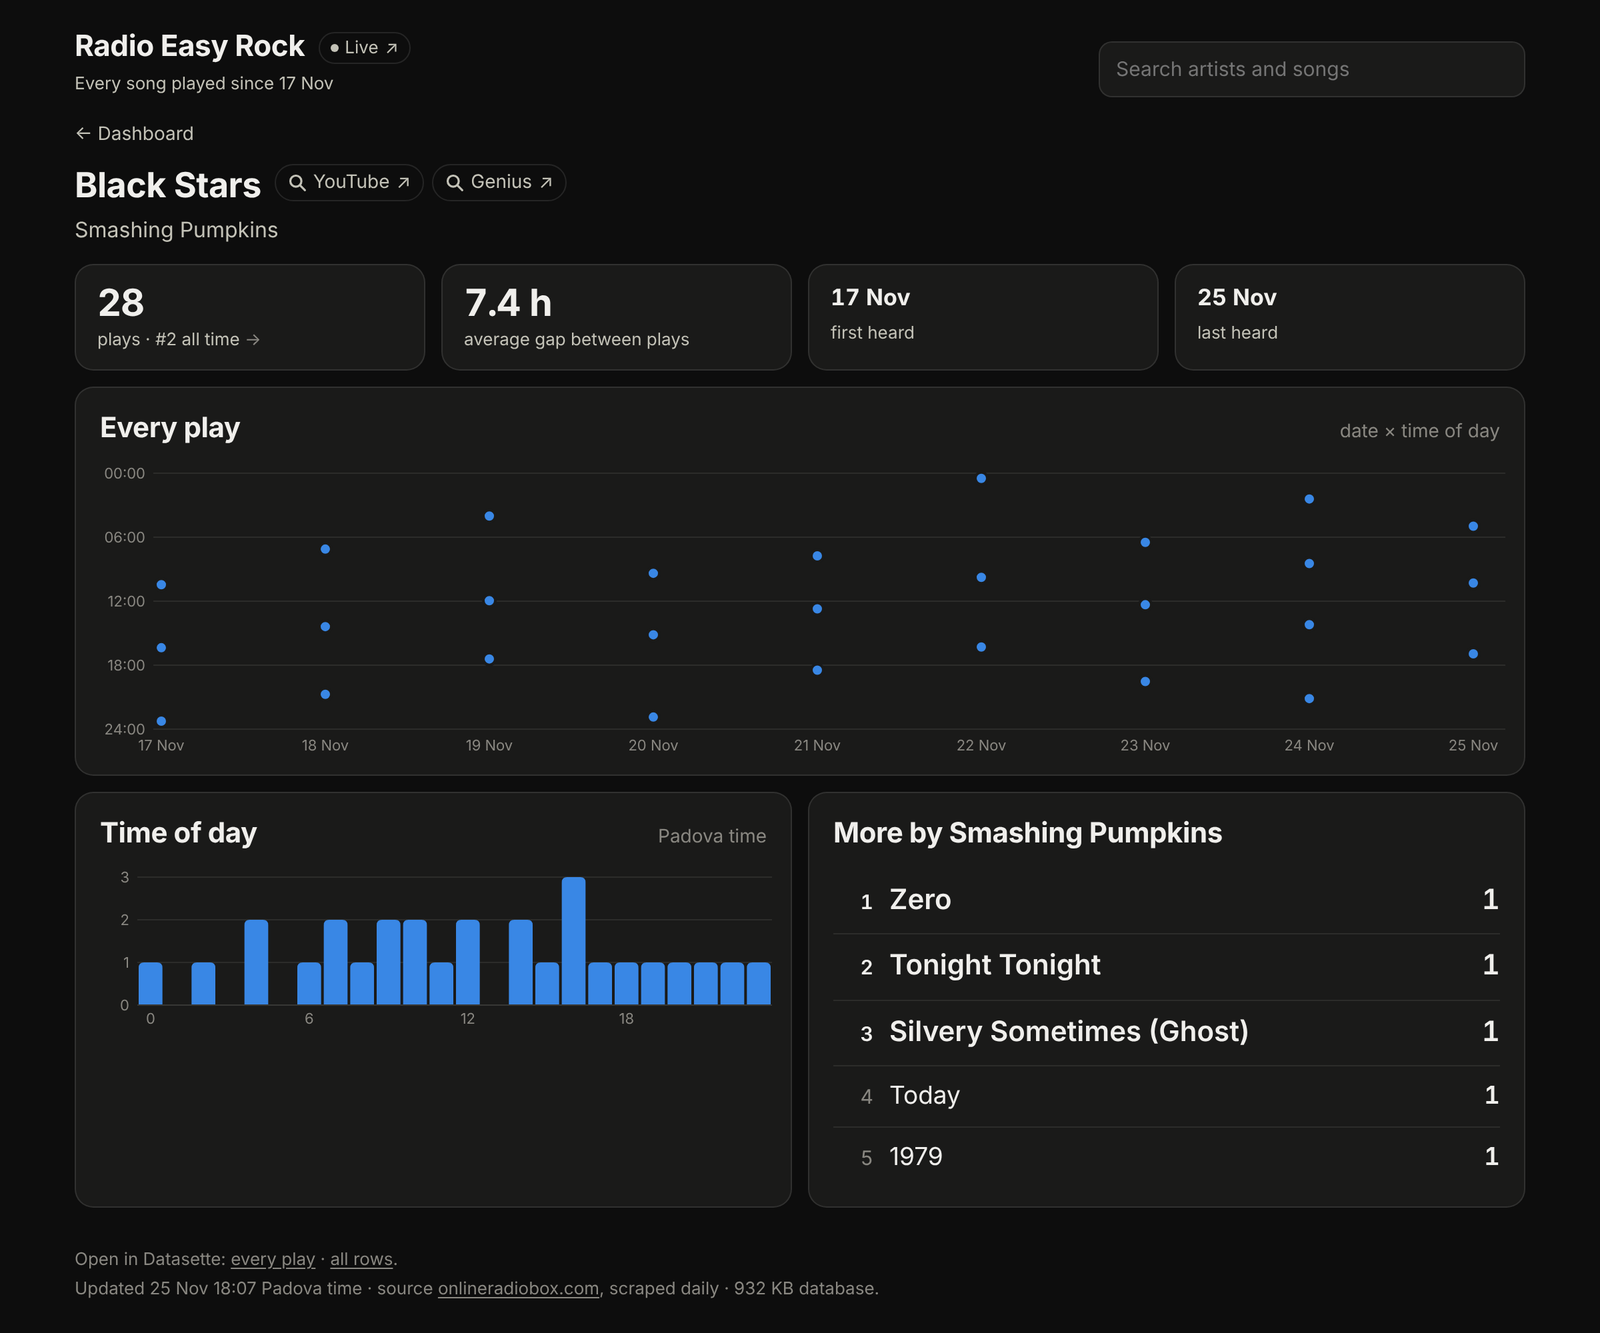 Radio Easy Rock
Live ↗
Every song played since 17 Nov
Search artists and songs
← Dashboard
Black Stars
YouTube ↗
Genius ↗
Smashing Pumpkins
28
plays · #2 all time →
7.4 h
average gap between plays
17 Nov
first heard
25 Nov
last heard
Every play
date × time of day
00:00
06:00
12:00
18:00
24:00
17 Nov
18 Nov
19 Nov
20 Nov
21 Nov
22 Nov
23 Nov
24 Nov
25 Nov
Time of day
Padova time
3
2
1
0
0
6
12
18
More by Smashing Pumpkins
1 Zero 1
2 Tonight Tonight 1
3 Silvery Sometimes (Ghost) 1
4 Today 1
5 1979 1
Open in Datasette: every play · all rows.
Updated 25 Nov 18:07 Padova time · source onlineradiobox.com, scraped daily · 932 KB database.